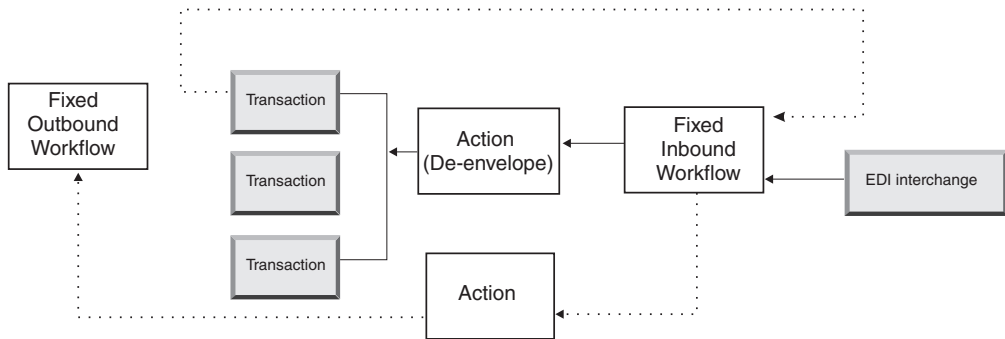 Fixed
Outbound
Workflow
Transaction
Transaction
Transaction
Action
(De-envelope)
Action
Fixed
Inbound
Workflow
EDI interchange